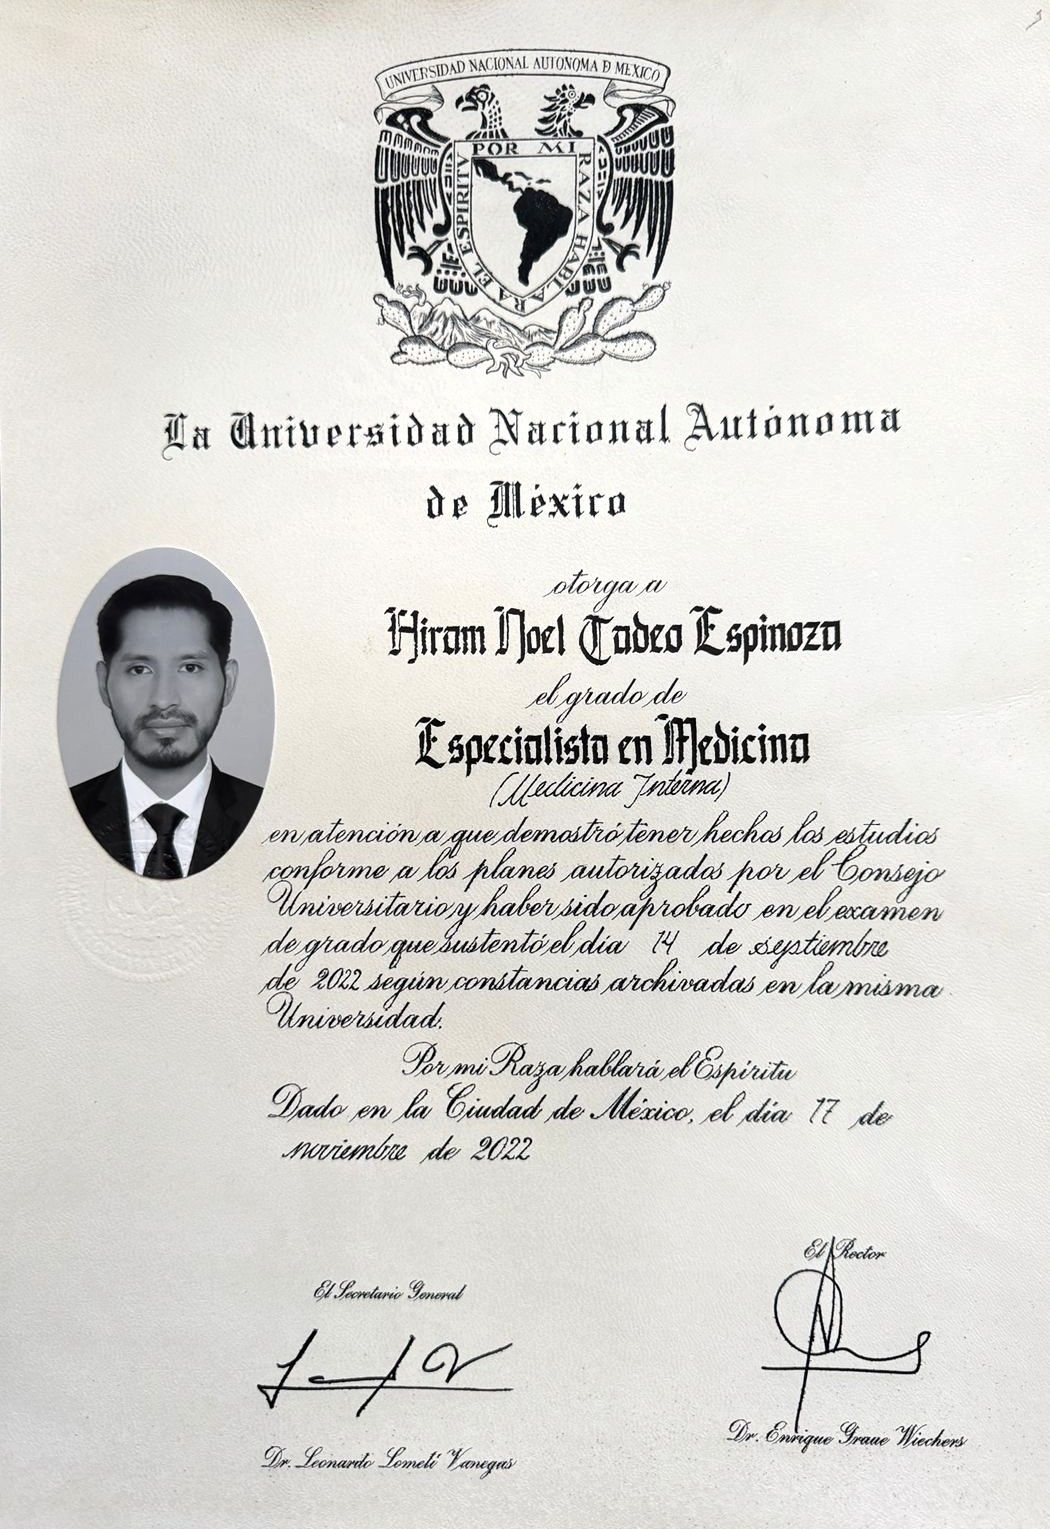 UNIVERSIDAD NACIONAL AUTONOMA D MEXICO
POR MI RAZA HABLARA EL ESPIRITV
La Universidad Nacional Autónoma
de México
otorga a
Hiram Noel Tadeo Espinoza
el grado de
Especialista en Medicina
(Medicina Interna)
en atención a que demostró tener hechos los estudios
conforme a los planes autorizados por el Consejo
Universitario y haber sido aprobado en el examen
de grado que sustentó el día 14 de septiembre
de 2022 según constancias archivadas en la misma
Universidad.
Por mi Raza hablará el Espíritu
Dado en la Ciudad de México, el día 17 de
noviembre de 2022
El Rector
El Secretario General
Dr. Enrique Graue Wiechers
Dr. Leonardo Lomelí Vanegas